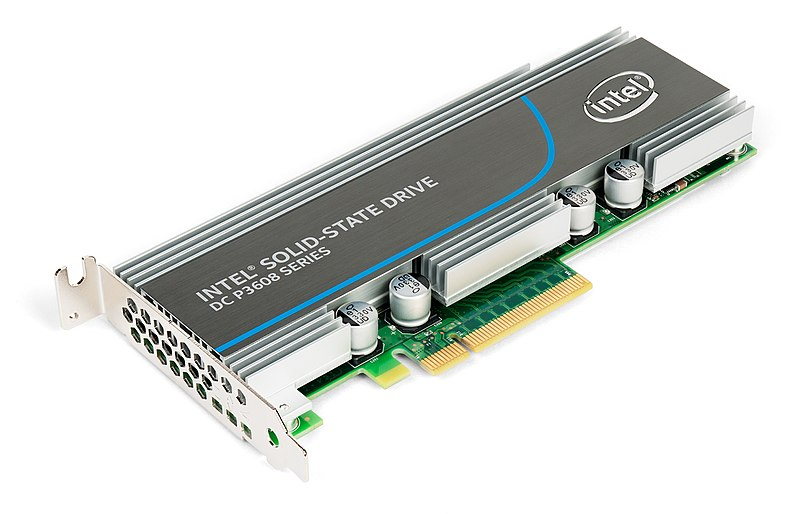 intel®
INTEL® SOLID-STATE DRIVE
DC P3608 SERIES